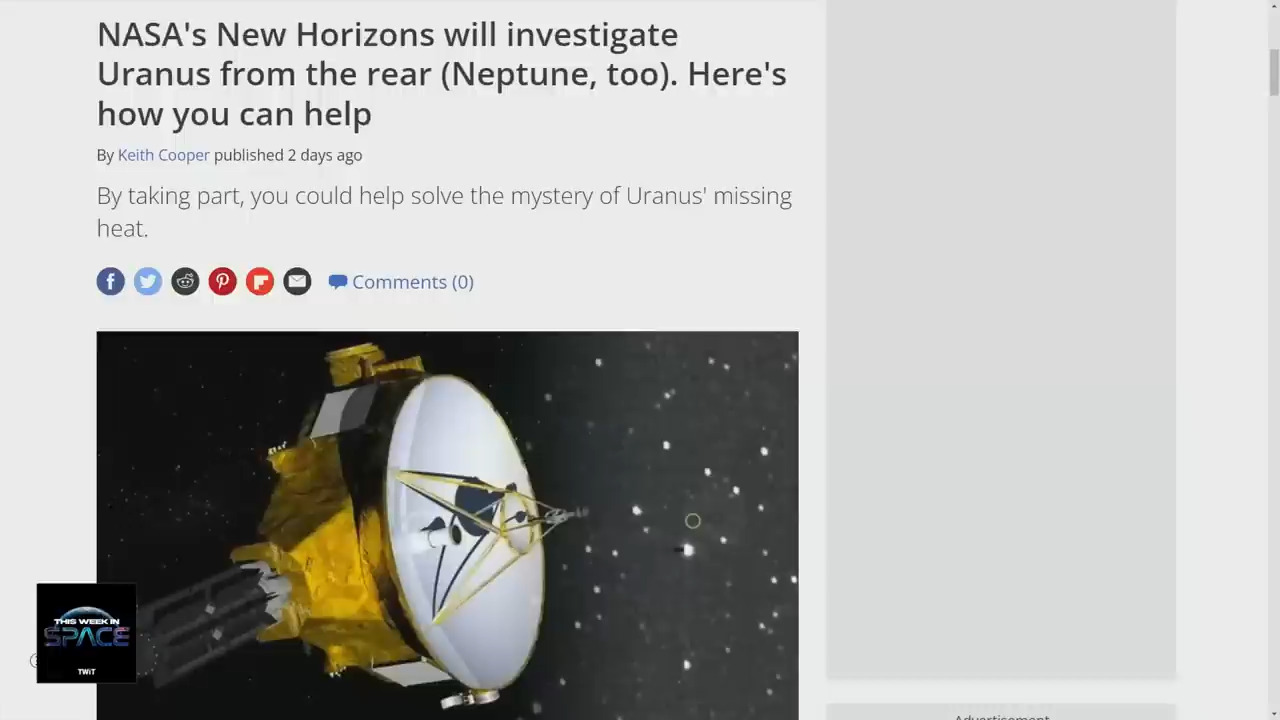 NASA's New Horizons will investigate
Uranus from the rear (Neptune, too). Here's
how you can help
By Keith Cooper published 2 days ago
By taking part, you could help solve the mystery of Uranus' missing
heat.
Comments (0)
THIS WEEK IN
SPACE
TWiT
Advertisement